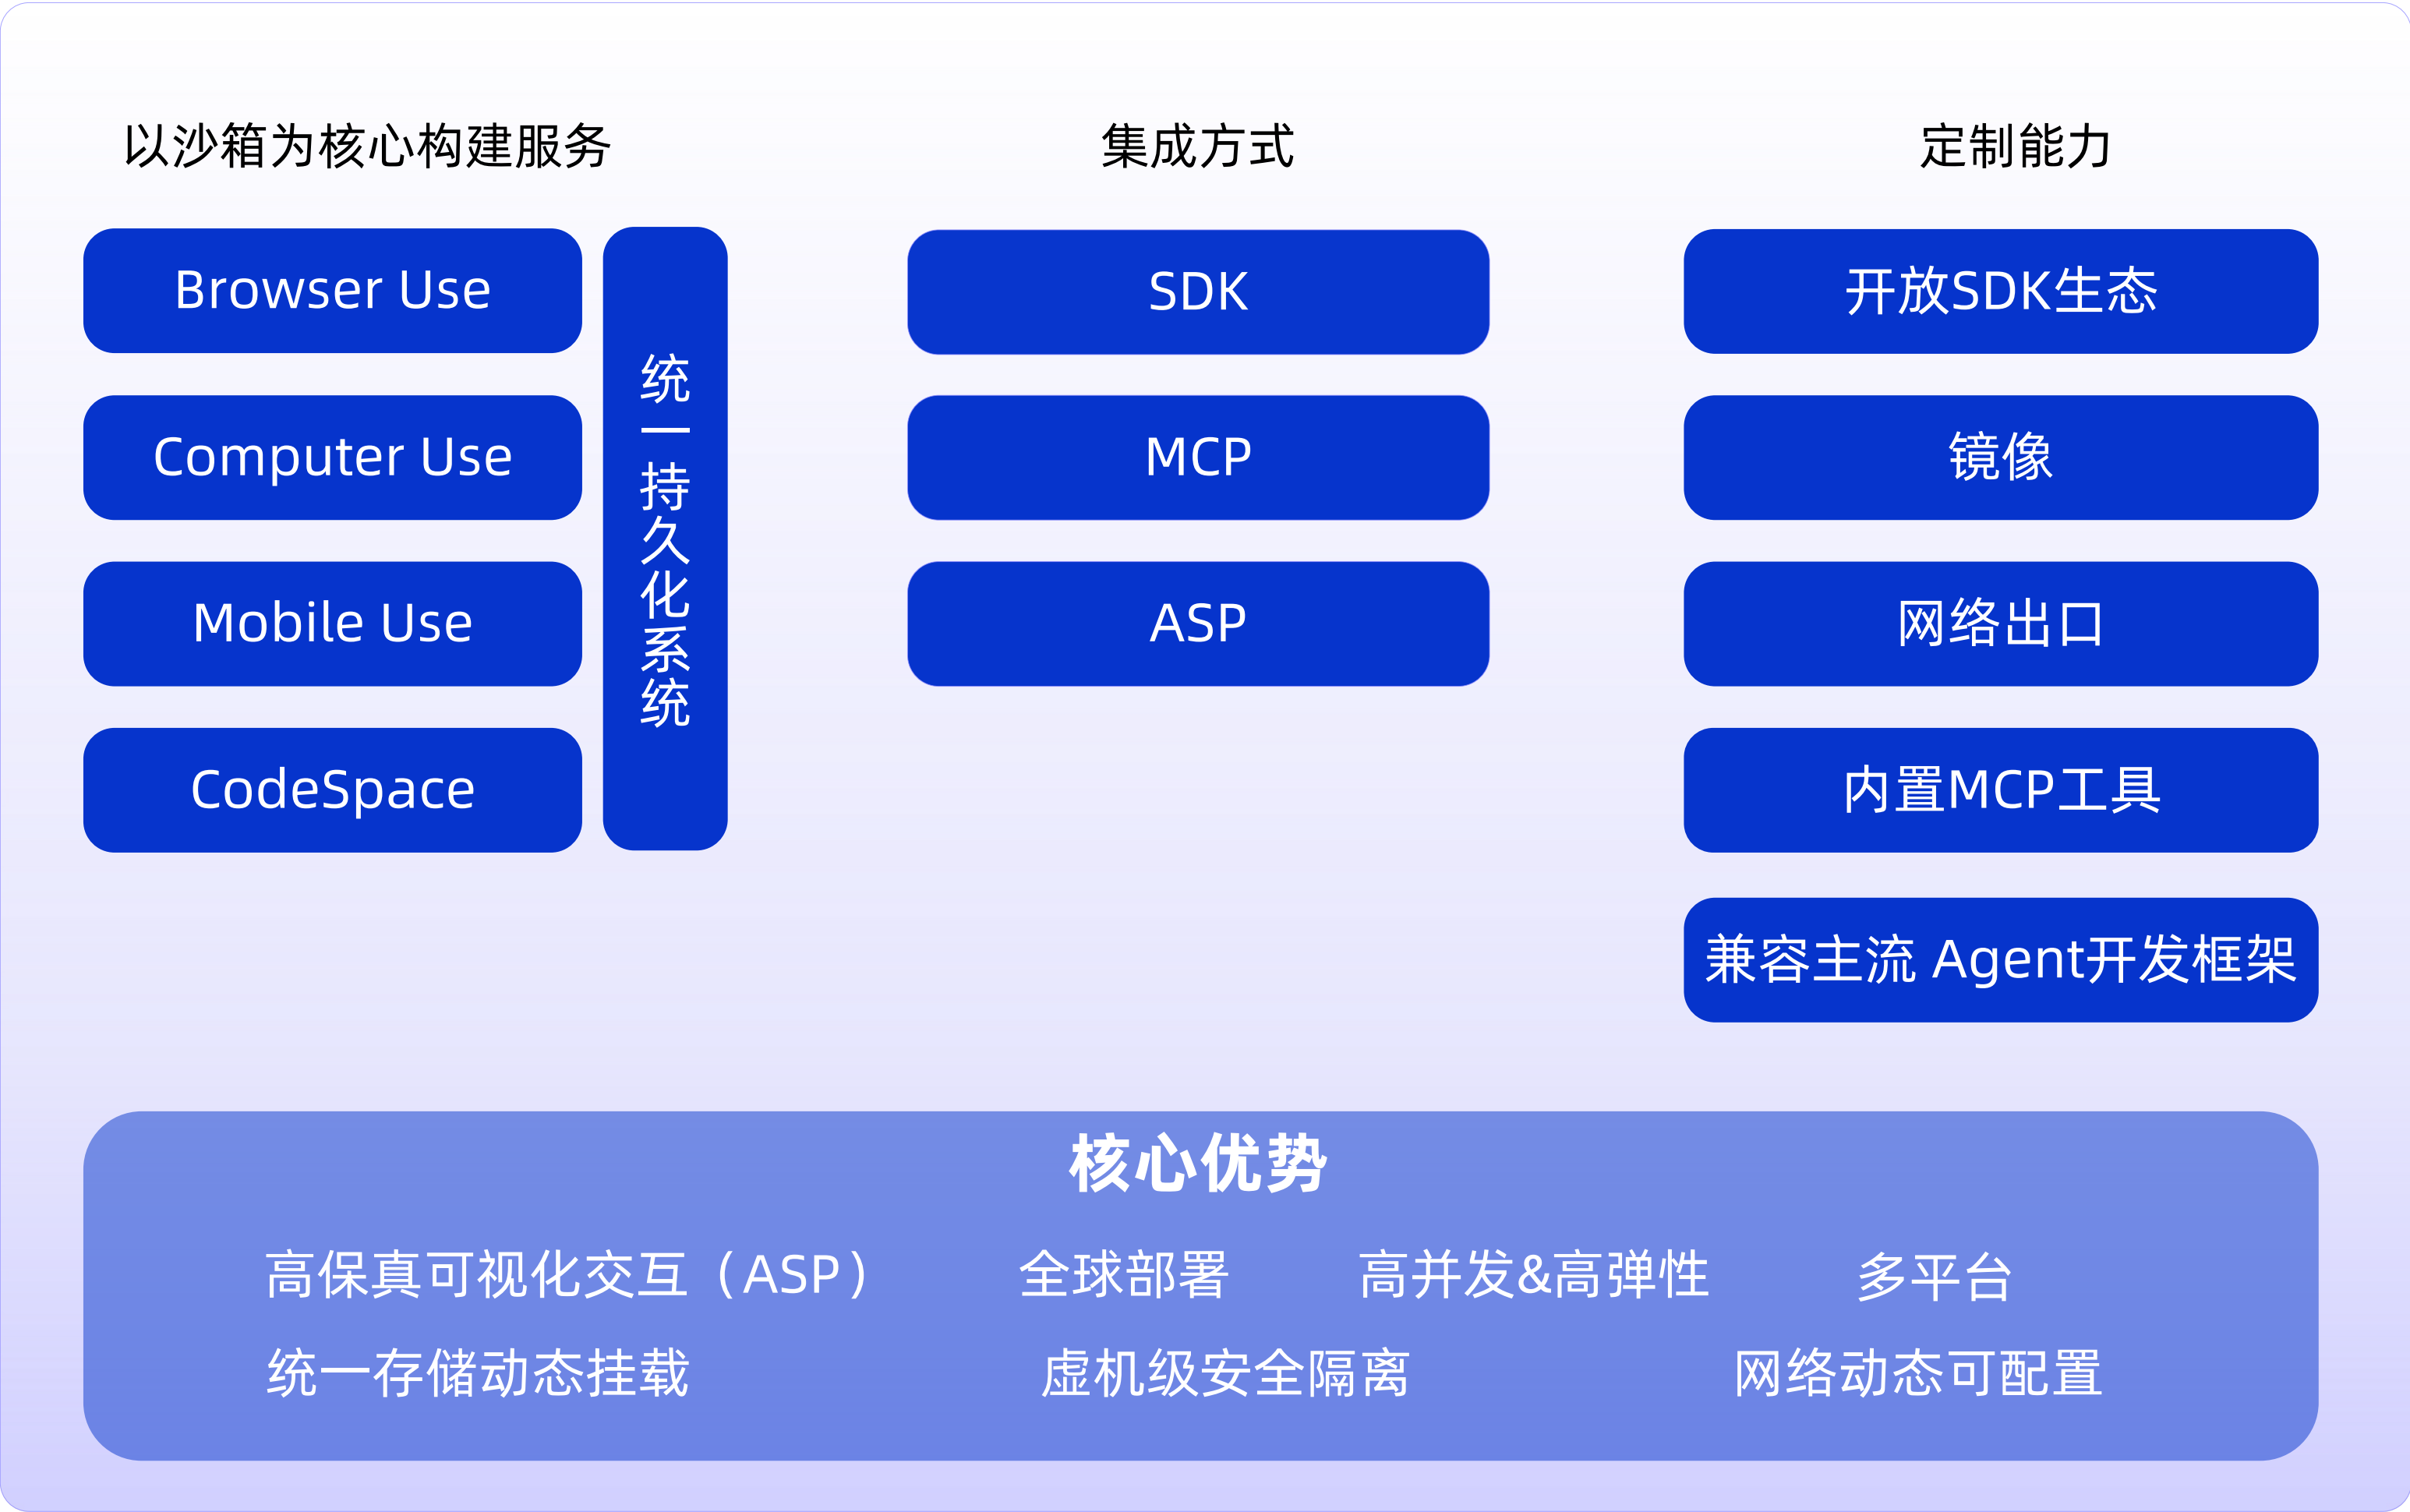 以沙箱为核心构建服务
Browser Use
Computer Use
Mobile Use
CodeSpace
统一持久化系统
集成方式
SDK
MCP
ASP
定制能力
开放SDK生态
镜像
网络出口
内置MCP工具
兼容主流 Agent开发框架
核心优势
高保真可视化交互（ASP） 全球部署 高并发&高弹性 多平台
统一存储动态挂载 虚机级安全隔离 网络动态可配置